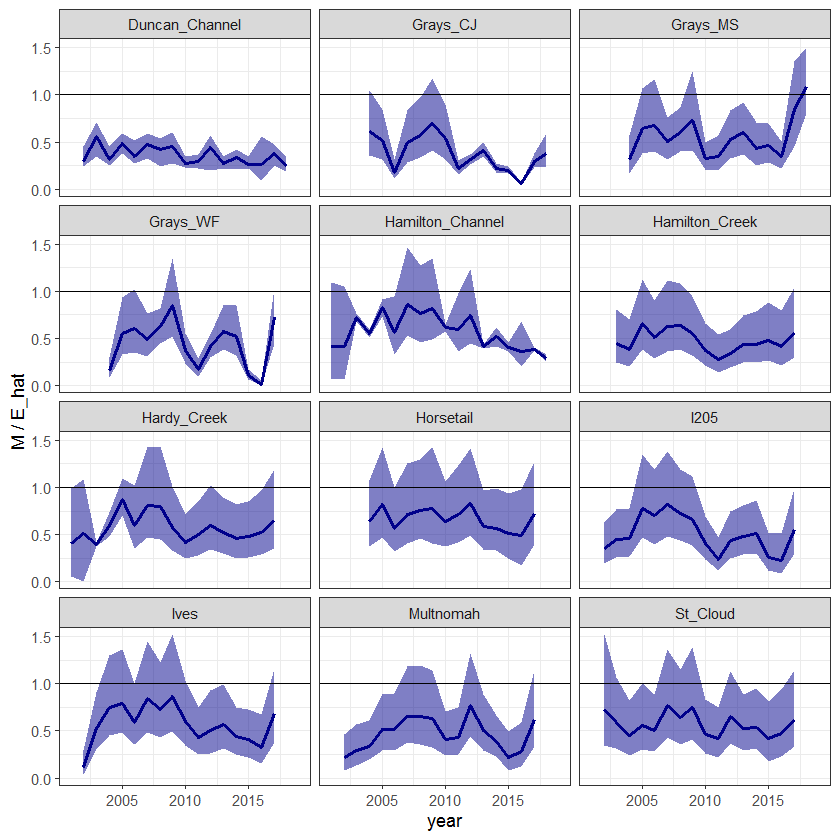 Duncan_Channel Grays_CJ Grays_MS
1.5
1.0
0.5
0.0
Grays_WF Hamilton_Channel Hamilton_Creek
1.5
1.0
0.5
0.0
M / E_hat
Hardy_Creek Horsetail I205
1.5
1.0
0.5
0.0
Ives Multnomah St_Cloud
1.5
1.0
0.5
0.0
2005 2010 2015 2005 2010 2015 2005 2010 2015
year